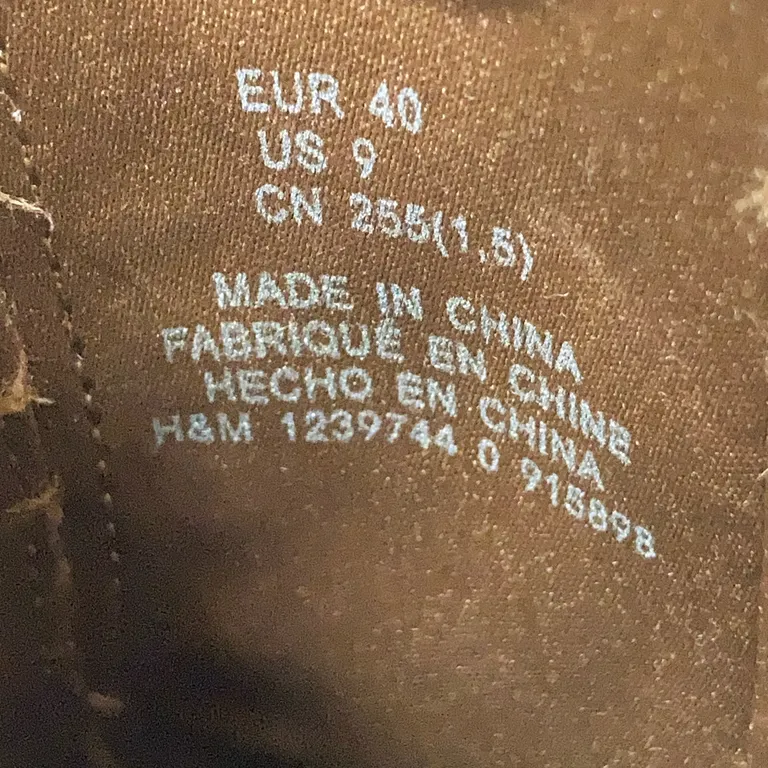 EUR 40
US 9
CN 255(1,5)
MADE IN CHINA
FABRIQUÉ EN CHINE
HECHO EN CHINA
H&M 1239744 0 915898